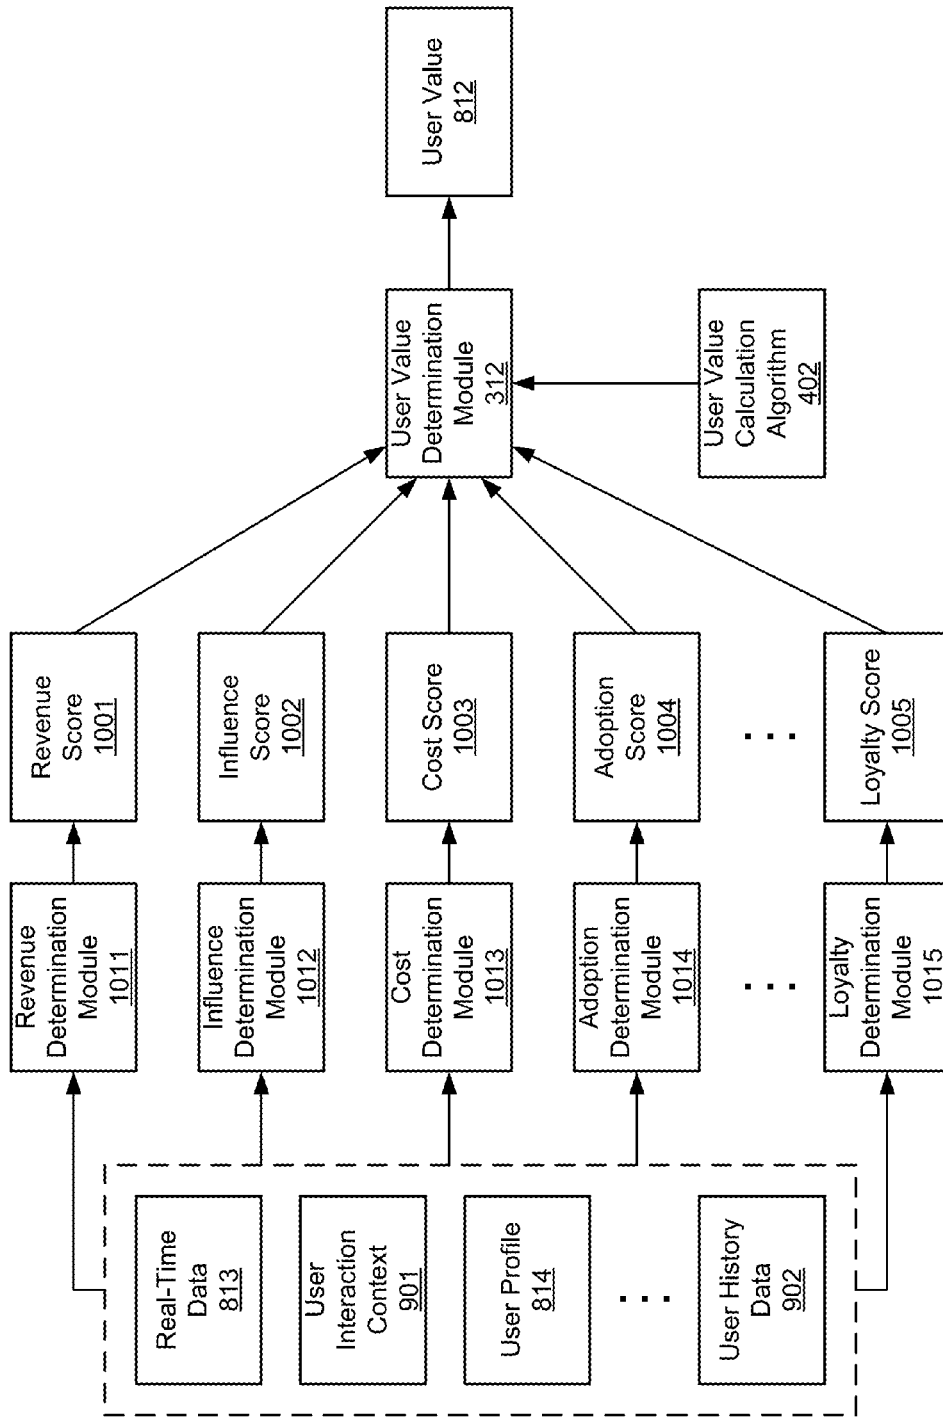 Real-Time
Data
813
User
Interaction
Context
901
User Profile
814
. . .
User History
Data
902
Revenue
Determination
Module
1011
Influence
Determination
Module
1012
Cost
Determination
Module
1013
Adoption
Determination
Module
1014
. . .
Loyalty
Determination
Module
1015
Revenue
Score
1001
Influence
Score
1002
Cost Score
1003
Adoption
Score
1004
. . .
Loyalty Score
1005
User Value
Determination
Module
312
User Value
Calculation
Algorithm
402
User Value
812